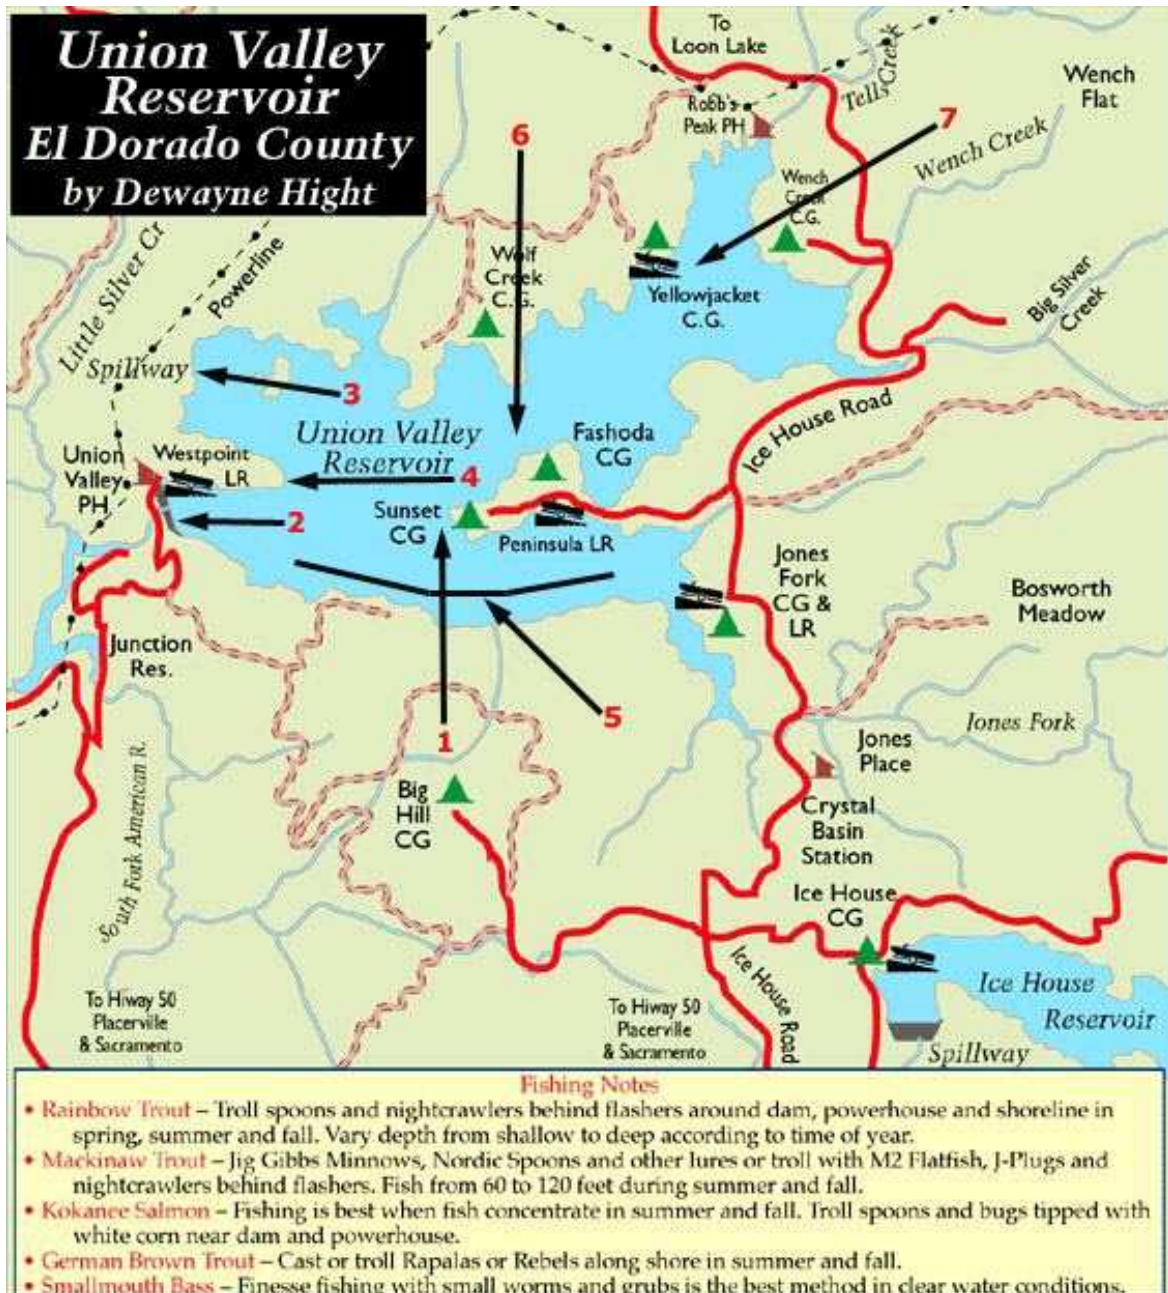 Union Valley
Reservoir
El Dorado County
by Dewayne Hight
To
Loon Lake
Tells Creek
Wench
Flat
Robb's
Peak PH
6
7
Wench Creek
Wench
Creek
C.G.
Little Silver Cr
Powerline
Wolf
Creek
C.G.
Yellowjacket
C.G.
Big Silver
Creek
Spillway
3
Ice House Road
Union Valley
Reservoir
Fashoda
CG
Union
Valley
PH
Westpoint
LR
4
Sunset
CG
2
Peninsula LR
Jones
Fork
CG &
LR
Bosworth
Meadow
Junction
Res.
5
1
Jones Fork
Jones
Place
South Fork American R.
Big
Hill
CG
Crystal
Basin
Station
Ice House
CG
Ice House Road
To Hiway 50
Placerville
& Sacramento
To Hiway 50
Placerville
& Sacramento
Ice House
Reservoir
Spillway
Fishing Notes
• Rainbow Trout – Troll spoons and nightcrawlers behind flashers around dam, powerhouse and shoreline in
spring, summer and fall. Vary depth from shallow to deep according to time of year.
• Mackinaw Trout – Jig Gibbs Minnows, Nordic Spoons and other lures or troll with M2 Flatfish, J-Plugs and
nightcrawlers behind flashers. Fish from 60 to 120 feet during summer and fall.
• Kokanee Salmon – Fishing is best when fish concentrate in summer and fall. Troll spoons and bugs tipped with
white corn near dam and powerhouse.
• German Brown Trout – Cast or troll Rapalas or Rebels along shore in summer and fall.
• Smallmouth Bass – Finesse fishing with small worms and grubs is the best method in clear water conditions.